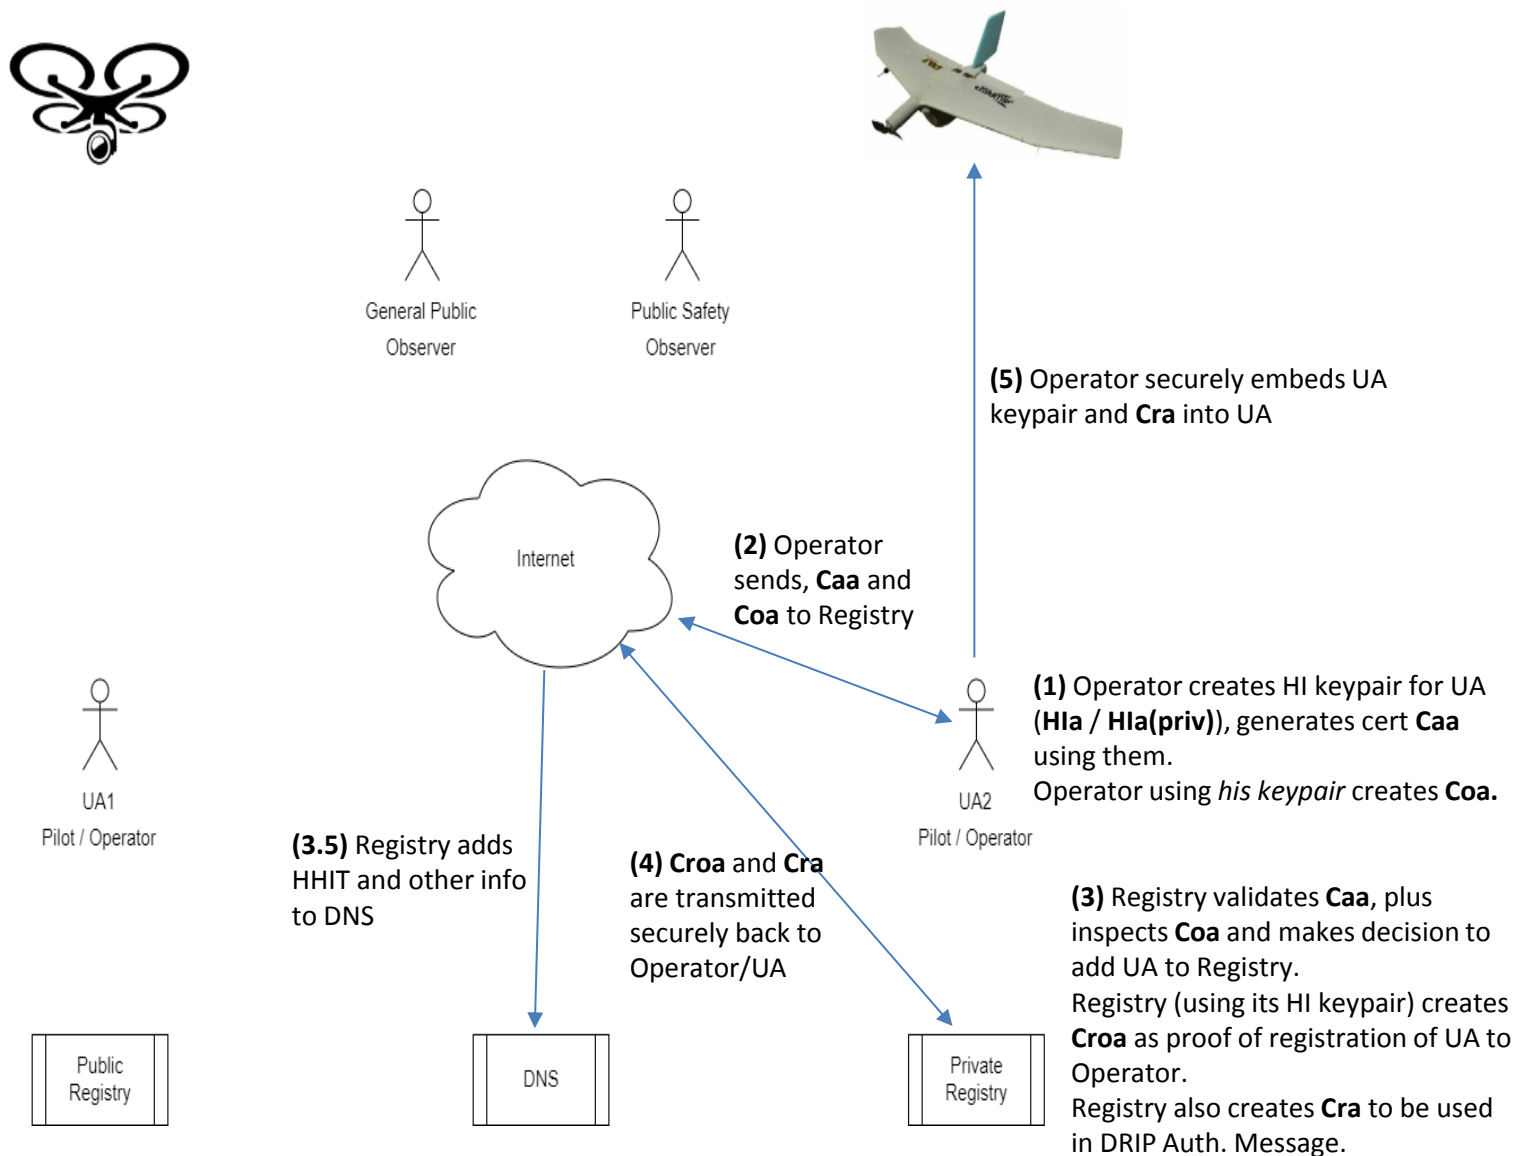 General Public
Observer
Public Safety
Observer
(5) Operator securely embeds UA
keypair and Cra into UA
Internet
(2) Operator
sends, Caa and
Coa to Registry
(1) Operator creates HI keypair for UA
(HIa / HIa(priv)), generates cert Caa
using them.
Operator using his keypair creates Coa.
UA1
Pilot / Operator
UA2
Pilot / Operator
(3.5) Registry adds
HHIT and other info
to DNS
(4) Croa and Cra
are transmitted
securely back to
Operator/UA
(3) Registry validates Caa, plus
inspects Coa and makes decision to
add UA to Registry.
Registry (using its HI keypair) creates
Croa as proof of registration of UA to
Operator.
Registry also creates Cra to be used
in DRIP Auth. Message.
Public
Registry
DNS
Private
Registry